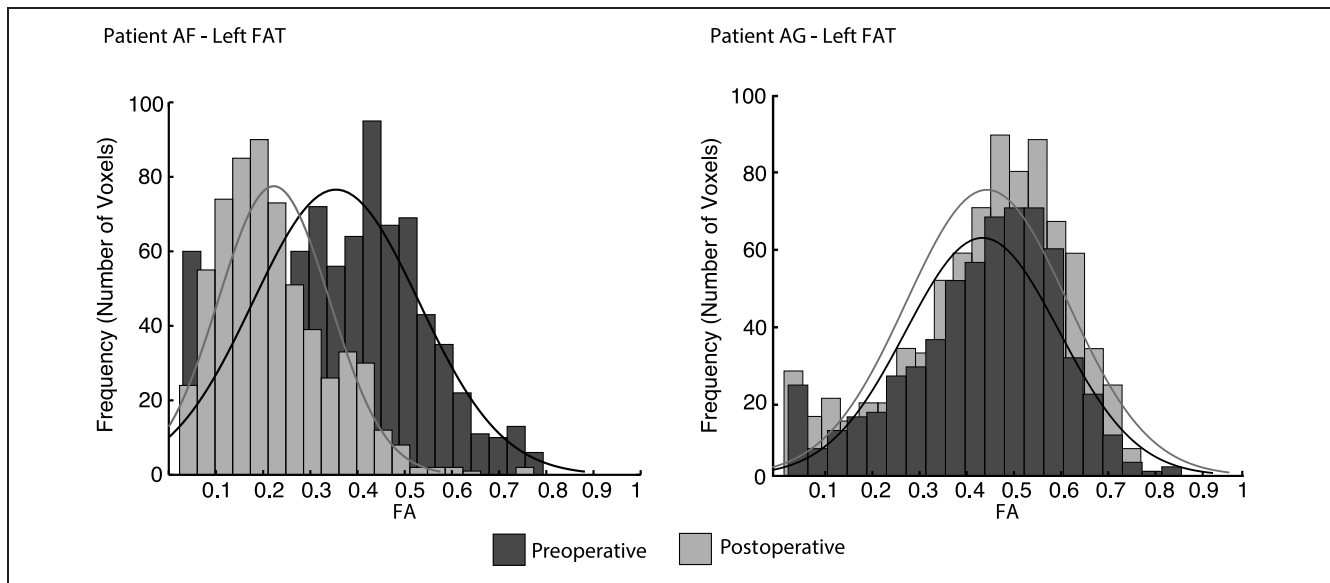 Patient AF - Left FAT
Frequency (Number of Voxels)
100
80
60
40
20
0
0.1 0.2 0.3 0.4 0.5 0.6 0.7 0.8 0.9 1
FA
Patient AG - Left FAT
Frequency (Number of Voxels)
100
80
60
40
20
0
0.1 0.2 0.3 0.4 0.5 0.6 0.7 0.8 0.9 1
FA
Preoperative Postoperative